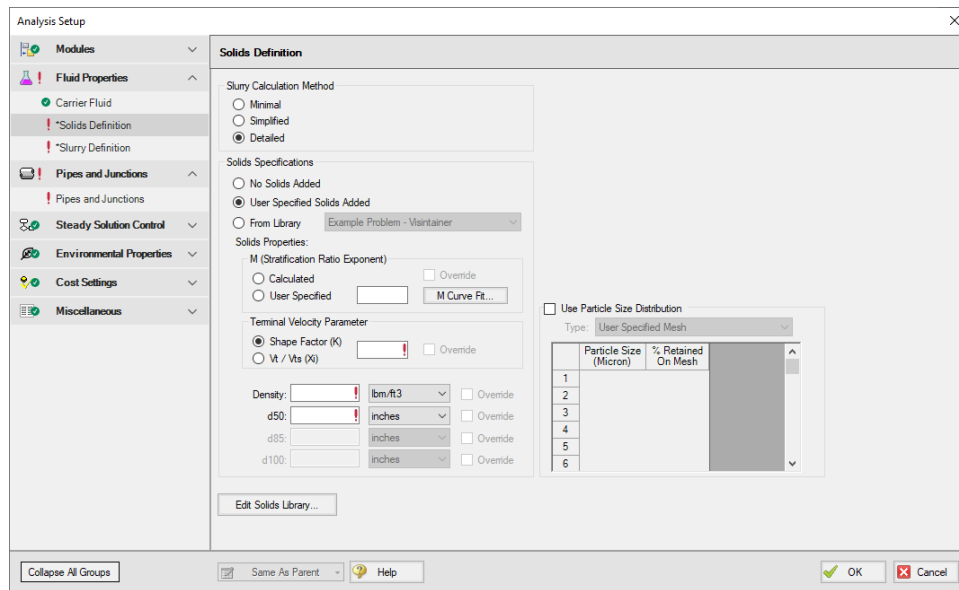 Analysis Setup
Modules
Fluid Properties
Carrier Fluid
*Solids Definition
*Slurry Definition
Pipes and Junctions
Pipes and Junctions
Steady Solution Control
Environmental Properties
Cost Settings
Miscellaneous
Collapse All Groups
Solids Definition
Slurry Calculation Method
Minimal
Simplified
Detailed
Solids Specifications
No Solids Added
User Specified Solids Added
From Library Example Problem - Visintainer
Solids Properties:
M (Stratification Ratio Exponent)
Calculated Override
User Specified M Curve Fit...
Terminal Velocity Parameter
Shape Factor (K) Override
Vt / Vts (Xi)
Density: lbm/ft3 Override
d50: inches Override
d85: inches Override
d100: inches Override
Edit Solids Library...
Use Particle Size Distribution
Type: User Specified Mesh
Particle Size % Retained
(Micron) On Mesh
1
2
3
4
5
6
Same As Parent Help OK Cancel